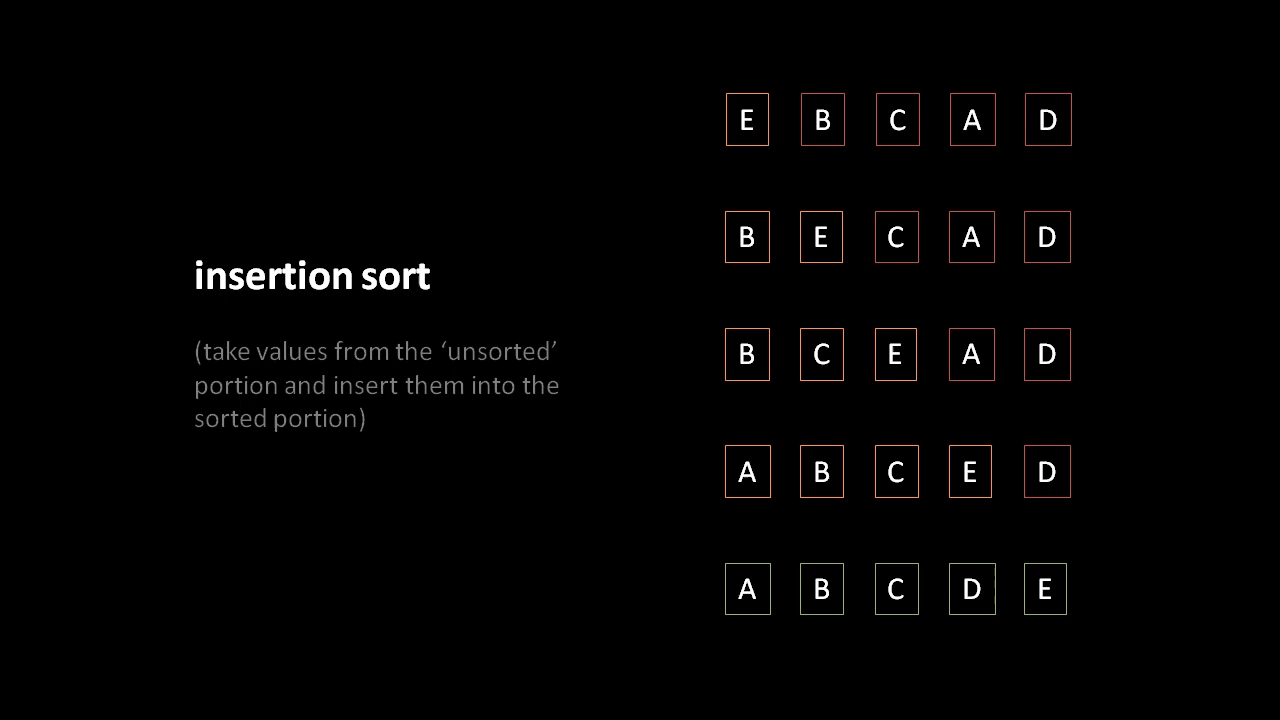 insertion sort
(take values from the ‘unsorted’
portion and insert them into the
sorted portion)
E B C A D
B E C A D
B C E A D
A B C E D
A B C D E